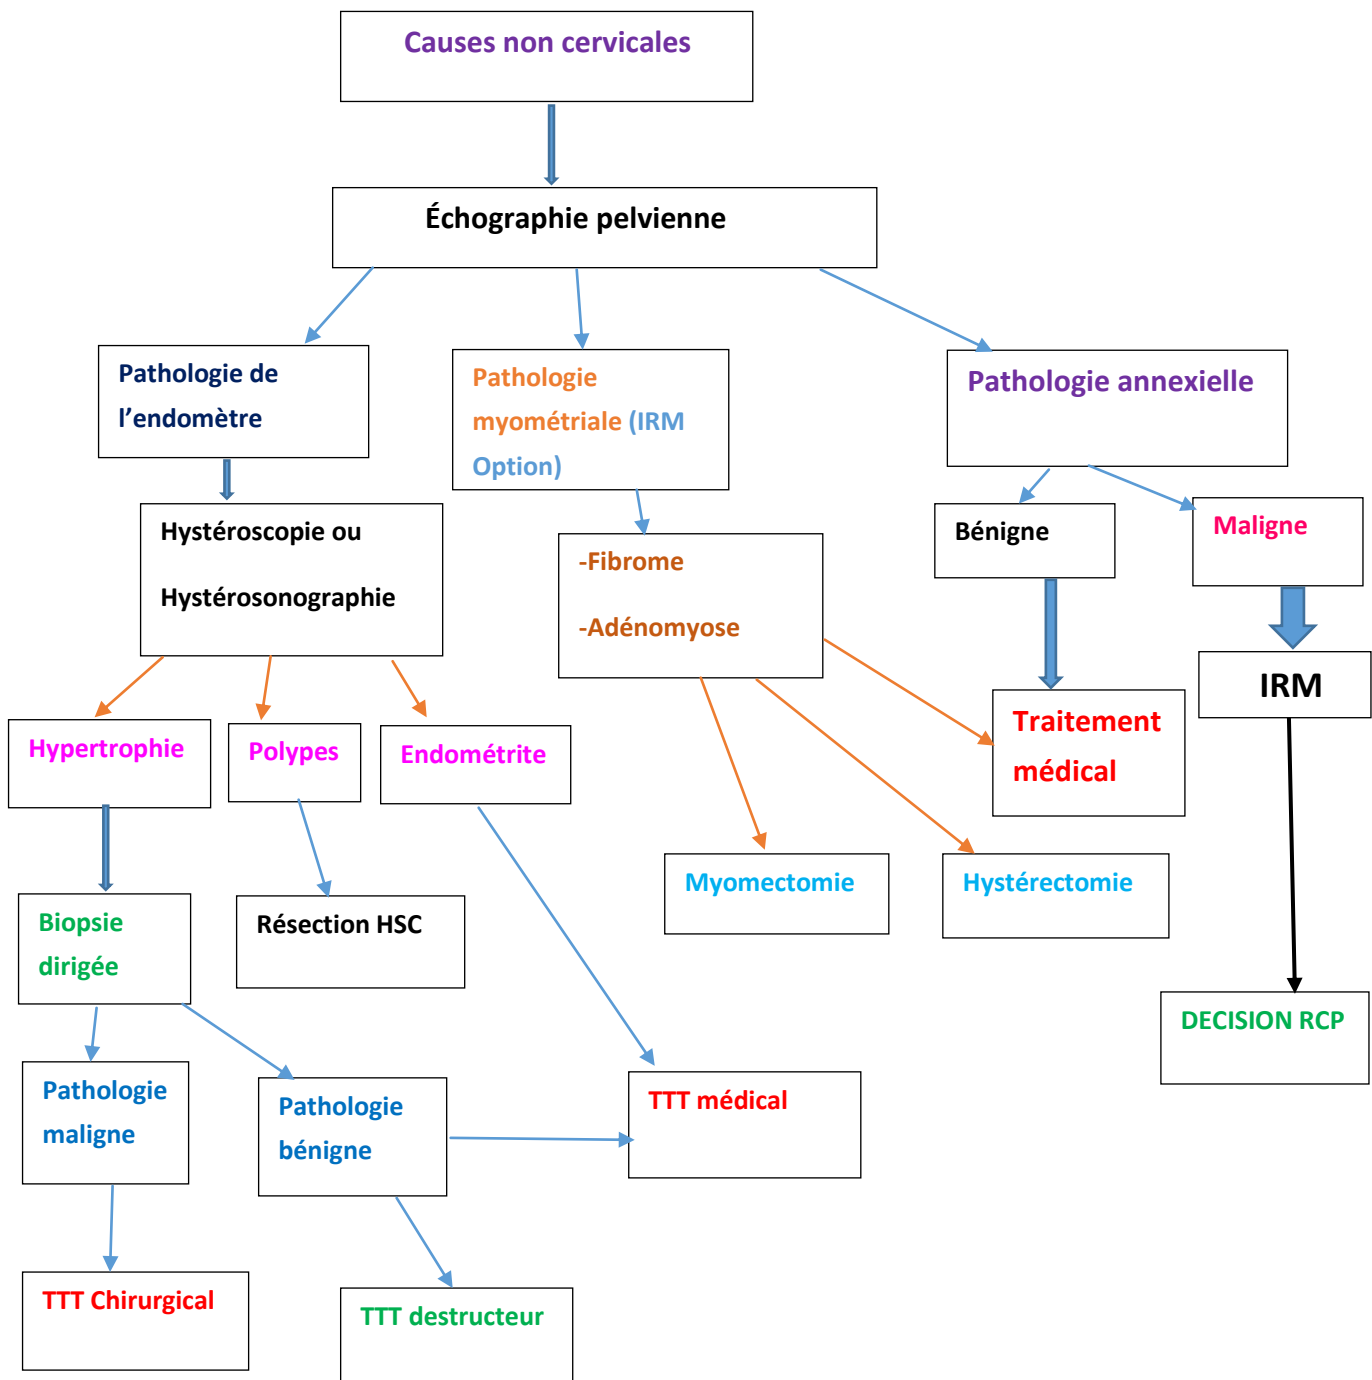 Causes non cervicales
Échographie pelvienne
Pathologie de
l’endomètre
Pathologie
myométriale (IRM
Option)
Pathologie annexielle
Hystéroscopie ou
Hystérosonographie
-Fibrome
-Adénomyose
Bénigne
Maligne
IRM
Traitement
médical
Hypertrophie
Polypes
Endométrite
Myomectomie
Hystérectomie
Biopsie
dirigée
Résection HSC
DECISION RCP
Pathologie
maligne
Pathologie
bénigne
TTT médical
TTT Chirurgical
TTT destructeur